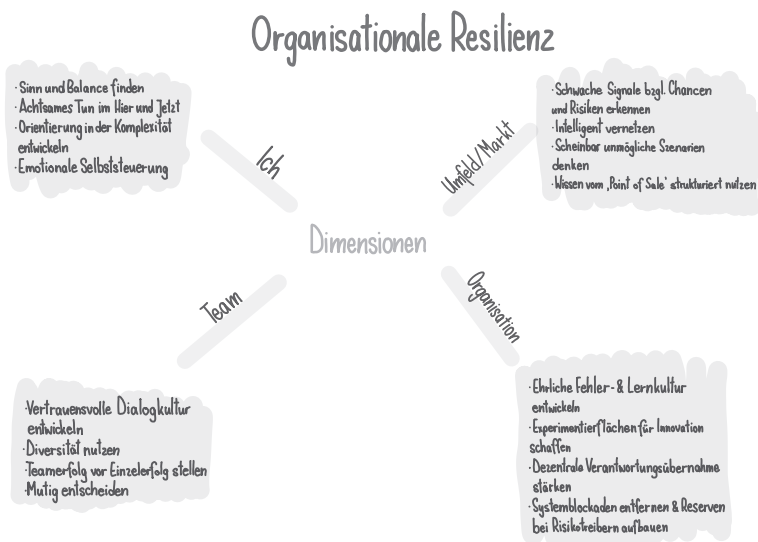 Organisationale Resilienz
· Sinn und Balance finden
· Achtsames Tun im Hier und Jetzt
· Orientierung in der Komplexität
entwickeln
· Emotionale Selbststeuerung
Ich
Umfeld/Markt
· Schwache Signale bzgl. Chancen
und Risiken erkennen
· Intelligent vernetzen
· Scheinbar unmögliche Szenarien
denken
· Wissen vom ‚Point of Sale' strukturiert nutzen
Dimensionen
Team
Organisation
· Vertrauensvolle Dialogkultur
entwickeln
· Diversität nutzen
· Teamerfolg vor Einzelerfolg stellen
· Mutig entscheiden
· Ehrliche Fehler- & Lernkultur
entwickeln
· Experimentierflächen für Innovation
schaffen
· Dezentrale Verantwortungsübernahme
stärken
· Systemblockaden entfernen & Reserven
bei Risikotreibern aufbauen